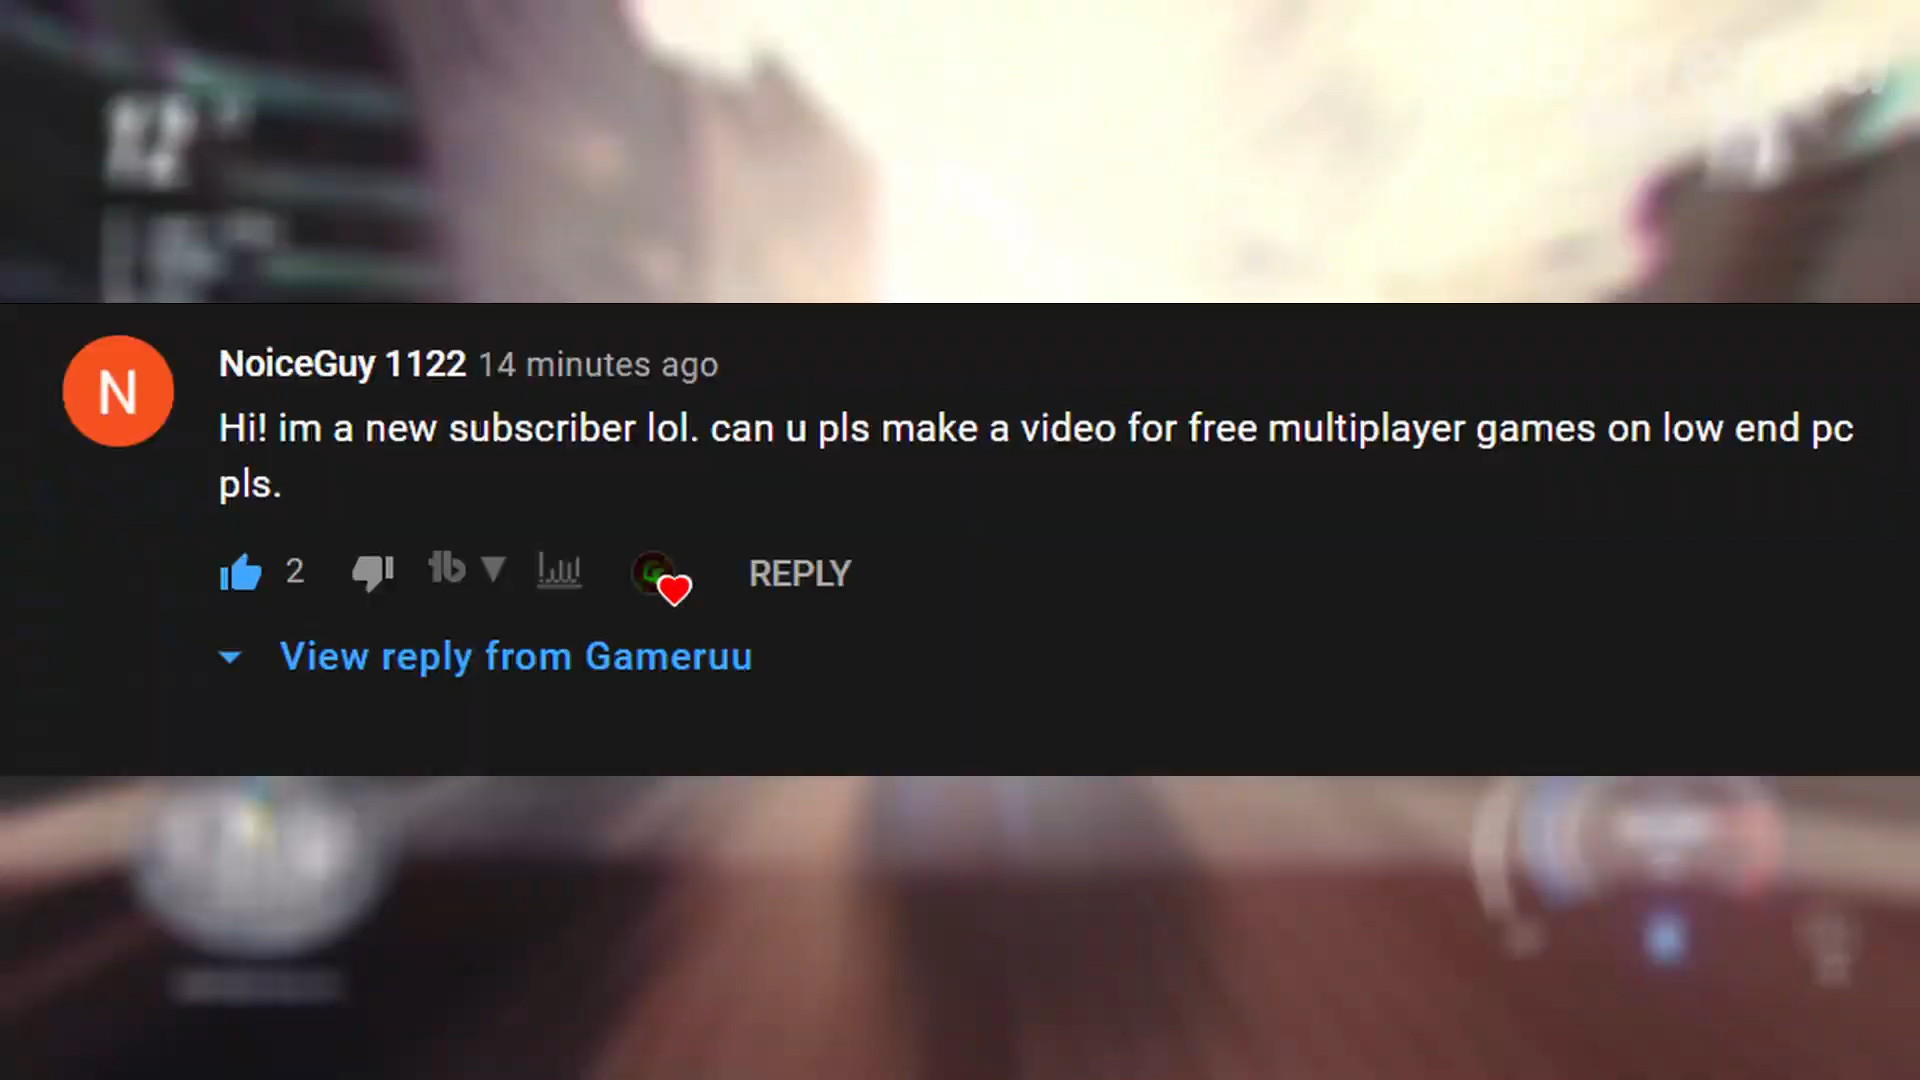 NoiceGuy 1122 14 minutes ago
N
Hi! im a new subscriber lol. can u pls make a video for free multiplayer games on low end pc
pls.
2 REPLY
View reply from Gameruu